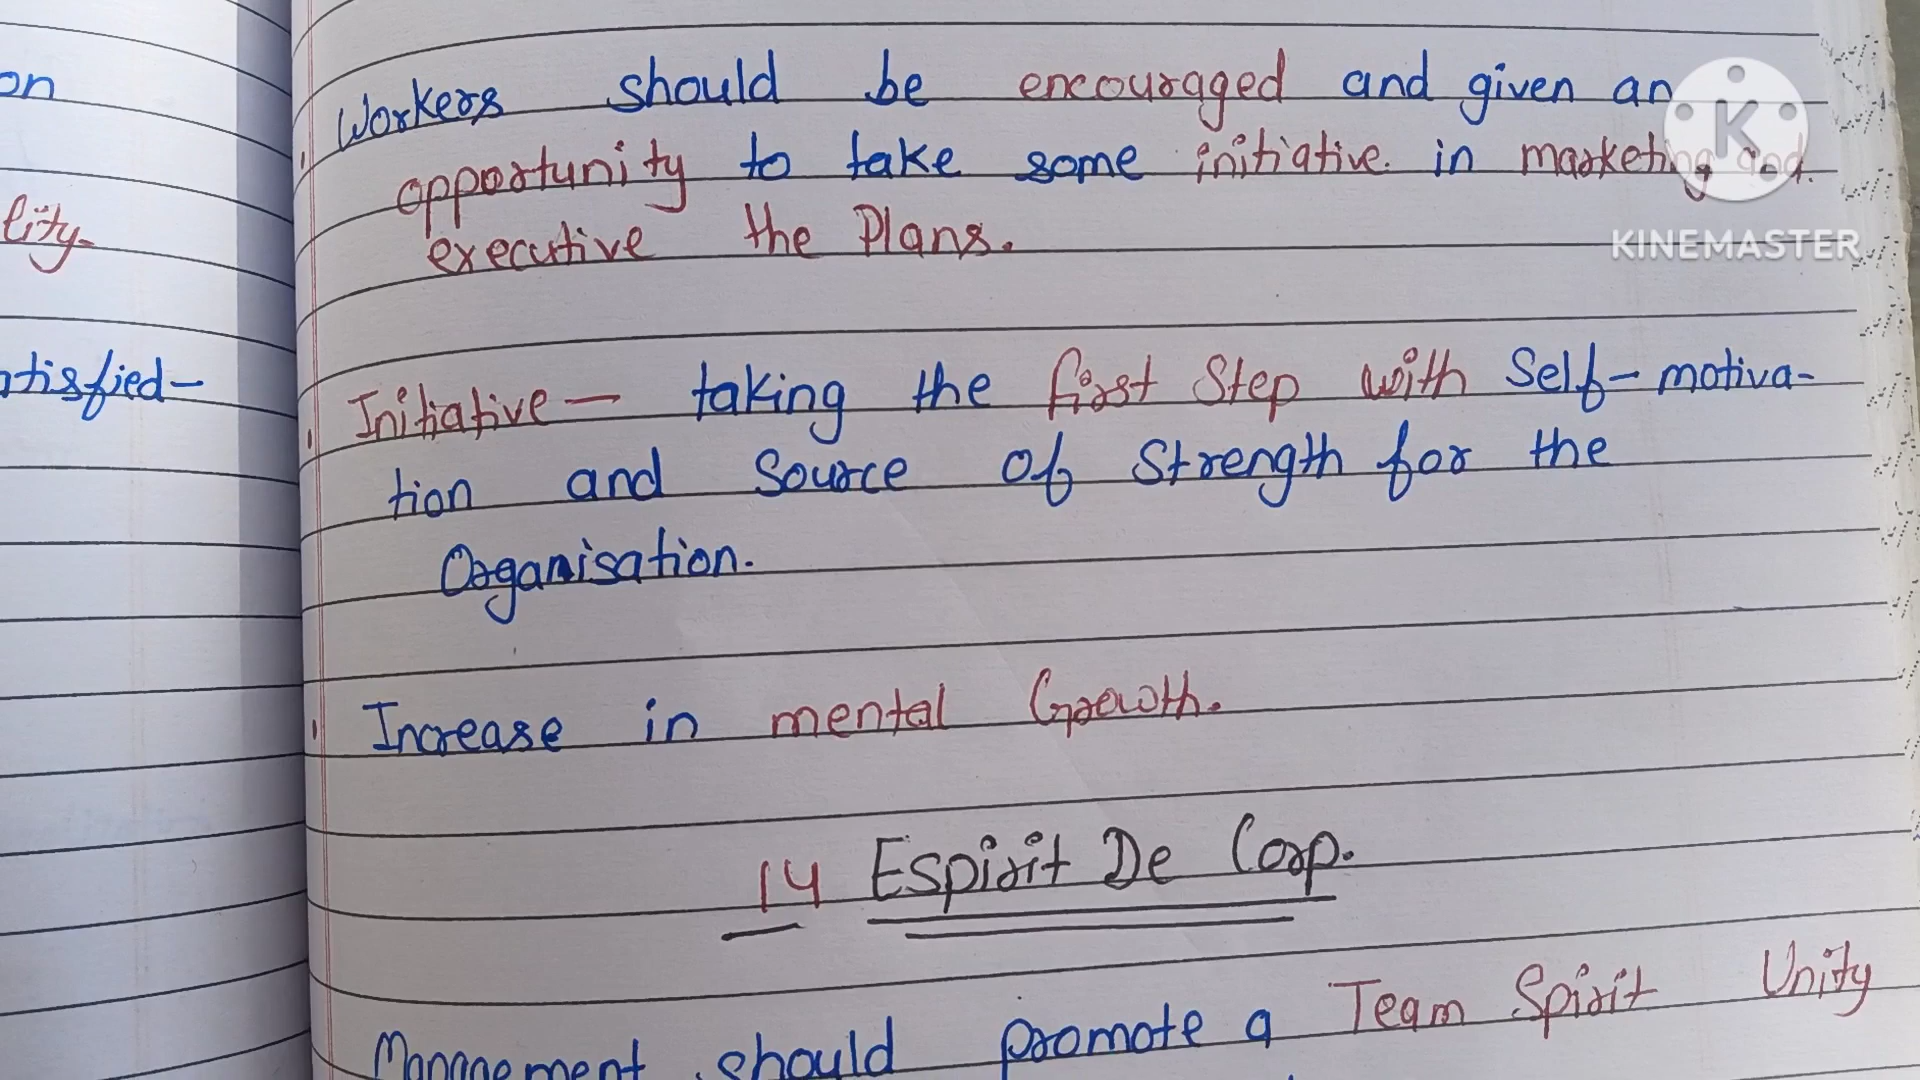 on
lity.
tisfied-
Workers should be encouraged and given an
opportunity to take some initiative in marketing and
executive the Plans.
Initiative - taking the first Step with Self-motiva-
tion and Source of Strength for the
Organisation.
Increase in mental Growth.
14 Espirit De Corp.
Management should promote a Team Spirit Unity
K
KINEMASTER